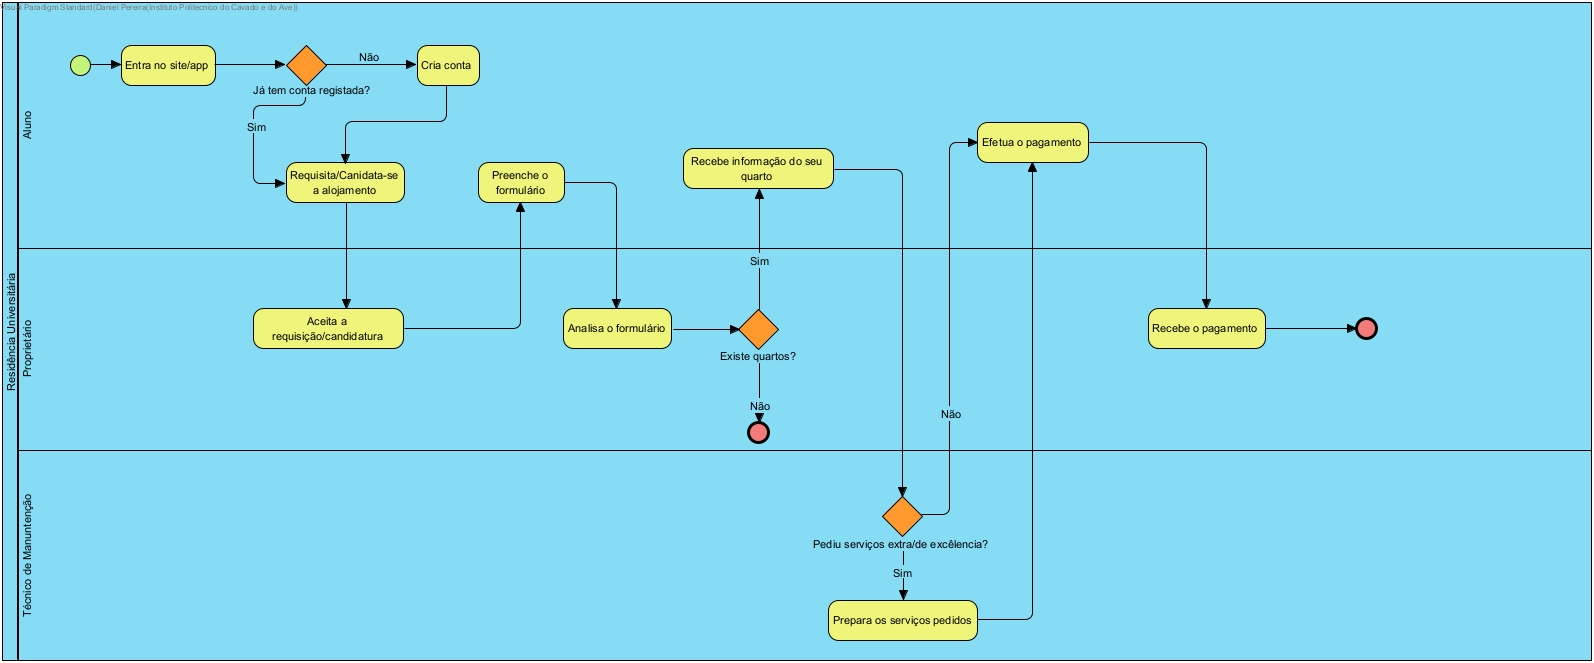 Visual Paradigm Standard(Daniel Pereira(Instituto Politecnico do Cavado e do Ave))
Residência Universitária
Aluno
Entra no site/app
Já tem conta registada?
Não
Cria conta
Sim
Requisita/Canidata-se
a alojamento
Preenche o
formulário
Recebe informação do seu
quarto
Efetua o pagamento
Proprietário
Aceita a
requisição/candidatura
Analisa o formulário
Sim
Existe quartos?
Não
Recebe o pagamento
Não
Técnico de Manuntenção
Pediu serviços extra/de excêlencia?
Sim
Prepara os serviços pedidos